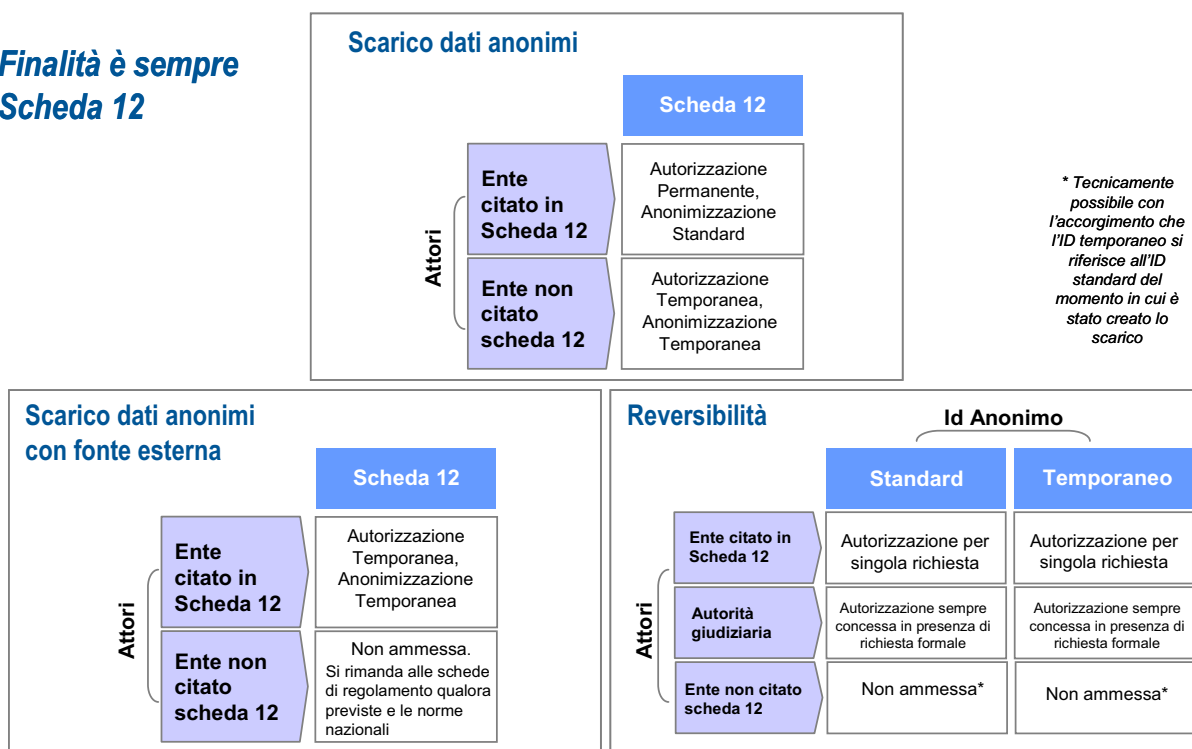 Finalità è sempre
Scheda 12
Scarico dati anonimi
Scheda 12
Attori
Ente
citato in
Scheda 12
Autorizzazione
Permanente,
Anonimizzazione
Standard
Ente non
citato
scheda 12
Autorizzazione
Temporanea,
Anonimizzazione
Temporanea
* Tecnicamente
possibile con
l'accorgimento che
l'ID temporaneo si
riferisce all'ID
standard del
momento in cui è
stato creato lo
scarico
Scarico dati anonimi
con fonte esterna
Scheda 12
Attori
Ente
citato in
Scheda 12
Autorizzazione
Temporanea,
Anonimizzazione
Temporanea
Ente non
citato
scheda 12
Non ammessa.
Si rimanda alle schede
di regolamento qualora
previste e le norme
nazionali
Reversibilità
Id Anonimo
Standard
Temporaneo
Attori
Ente citato in
Scheda 12
Autorizzazione per
singola richiesta
Autorizzazione per
singola richiesta
Autorità
giudiziaria
Autorizzazione sempre
concessa in presenza di
richiesta formale
Autorizzazione sempre
concessa in presenza di
richiesta formale
Ente non citato
scheda 12
Non ammessa*
Non ammessa*